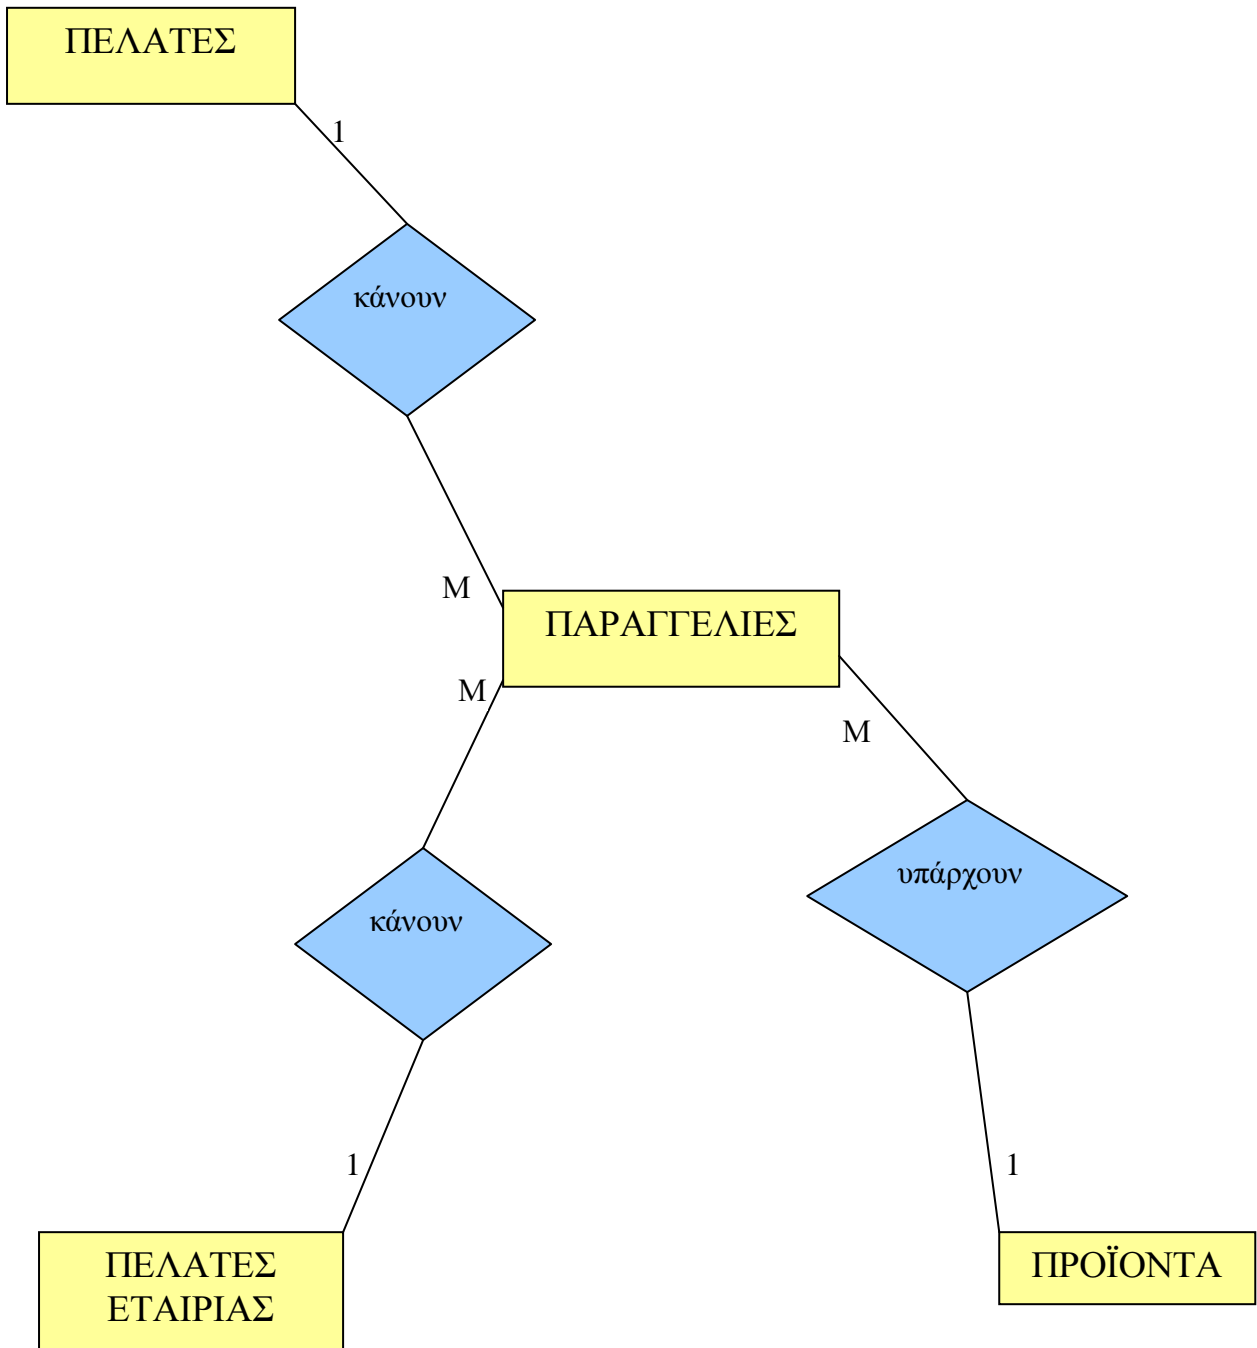 ΠΕΛΑΤΕΣ
1
κάνουν
Μ
ΠΑΡΑΓΓΕΛΙΕΣ
Μ
Μ
υπάρχουν
κάνουν
1
1
ΠΕΛΑΤΕΣ
ΕΤΑΙΡΙΑΣ
ΠΡΟΪΟΝΤΑ